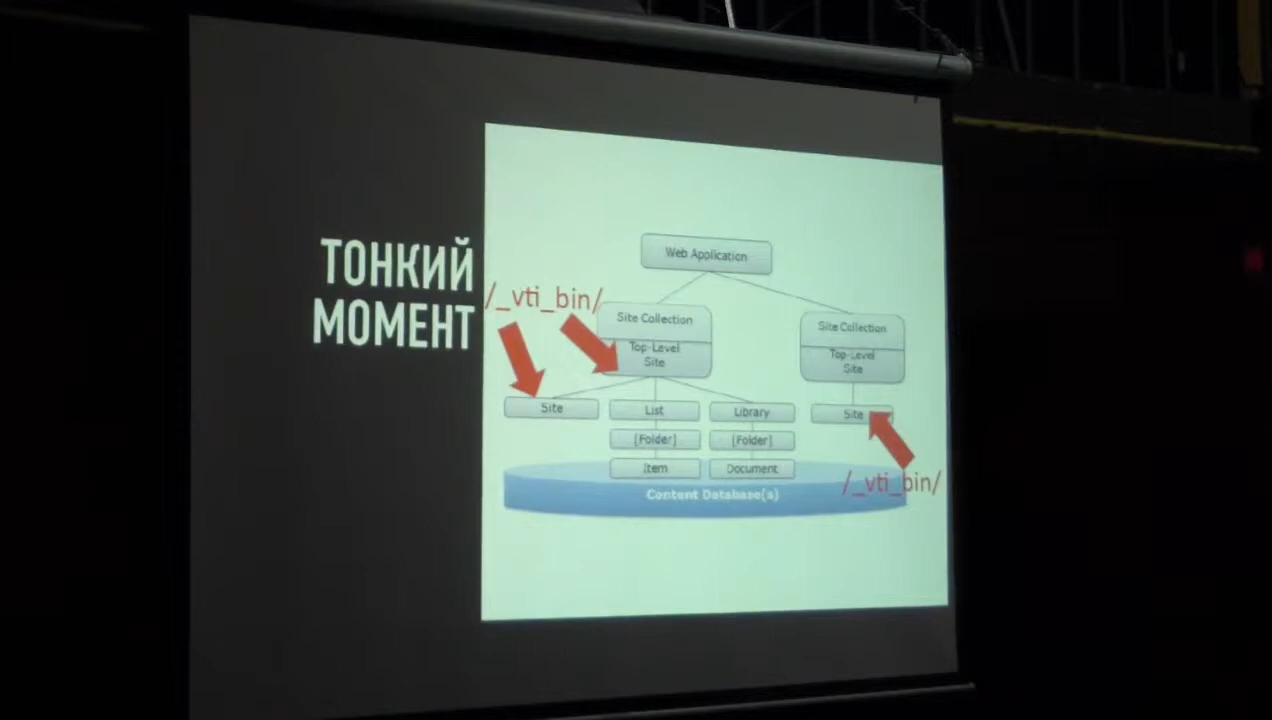 ТОНКИЙ
МОМЕНТ
Web Application
/_vti_bin/
Site Collection
Top-Level
Site
Site Collection
Top-Level
Site
Site
List
Library
Site
[Folder]
[Folder]
Item
Document
/_vti_bin/
Content Database(s)